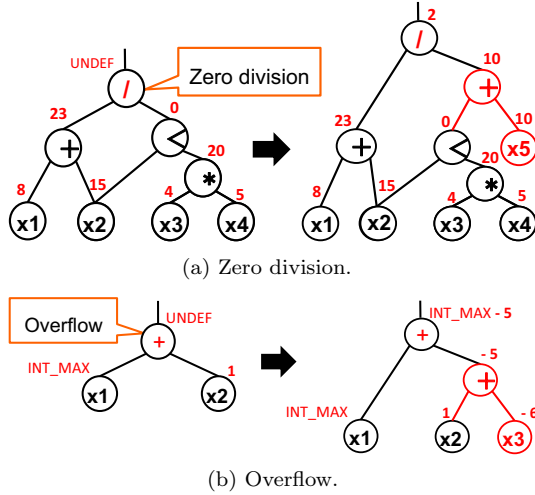 2
UNDEF
/
Zero division
/
10
+
23
0
+
<
20
*
8
15
4
5
x1
x2
x3
x4
23
0
10
+
<
x5
20
*
8
15
4
5
x1
x2
x3
x4
(a) Zero division.
Overflow
UNDEF
+
INT_MAX
1
x1
x2
INT_MAX - 5
+
- 5
+
INT_MAX
1
- 6
x1
x2
x3
(b) Overflow.